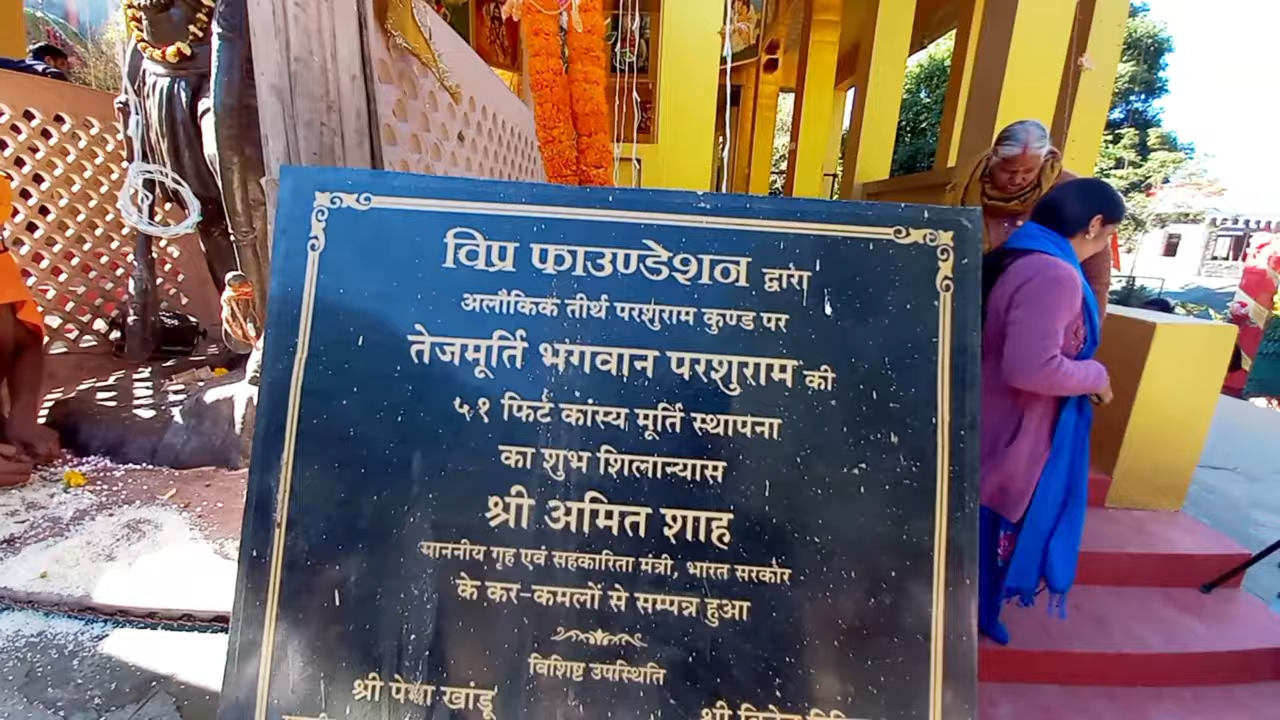 विप्र फाउण्डेशन द्वारा
अलौकिक तीर्थ परशुराम कुण्ड पर
तेजमूर्ति भगवान परशुराम की
५१ फिट कांस्य मूर्ति स्थापना
का शुभ शिलान्यास
श्री अमित शाह
माननीय गृह एवं सहकारिता मंत्री, भारत सरकार
के कर-कमलों से सम्पन्न हुआ
विशिष्ट उपस्थिति
श्री पेमा खांडू
श्री